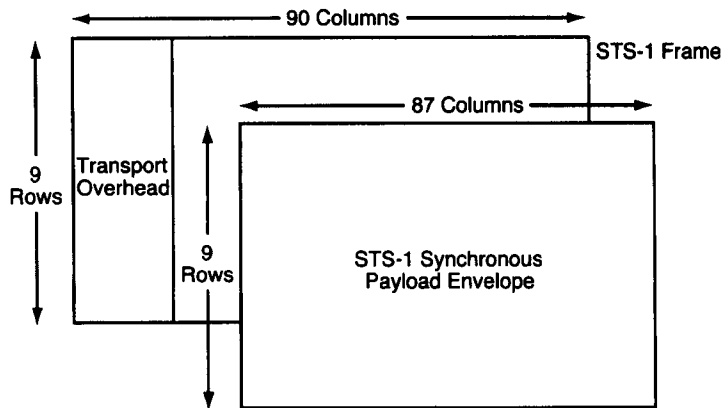 90 Columns
STS-1 Frame
87 Columns
Transport
Overhead
9
Rows
9
Rows
STS-1 Synchronous
Payload Envelope